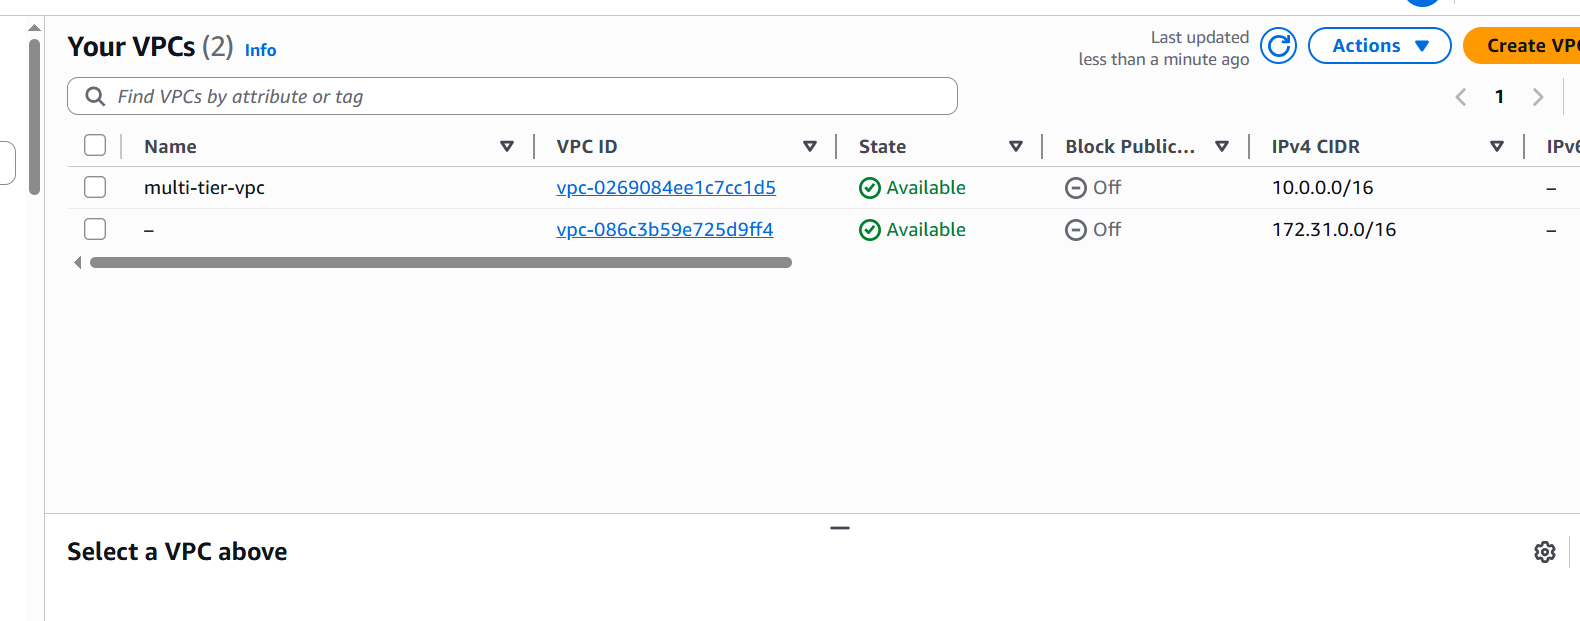 Your VPCs (2) Info
Last updated
less than a minute ago
Actions
Create VPC
Find VPCs by attribute or tag
1
Name VPC ID State Block Public... IPv4 CIDR IPv6
multi-tier-vpc vpc-0269084ee1c7cc1d5 Available Off 10.0.0.0/16 –
– vpc-086c3b59e725d9ff4 Available Off 172.31.0.0/16 –
Select a VPC above